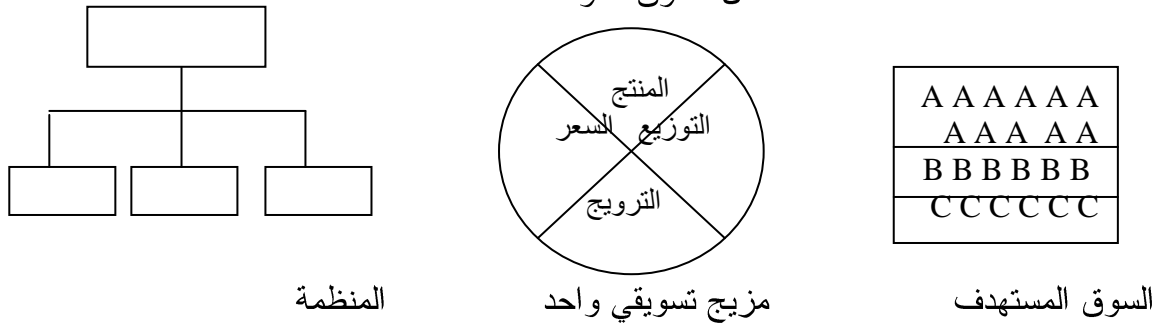 المنتج
التوزيع السعر
الترويج
A A A A A A
A A A A A
B B B B B B
C C C C C C
السوق المستهدف
مزيج تسويقي واحد
المنظمة